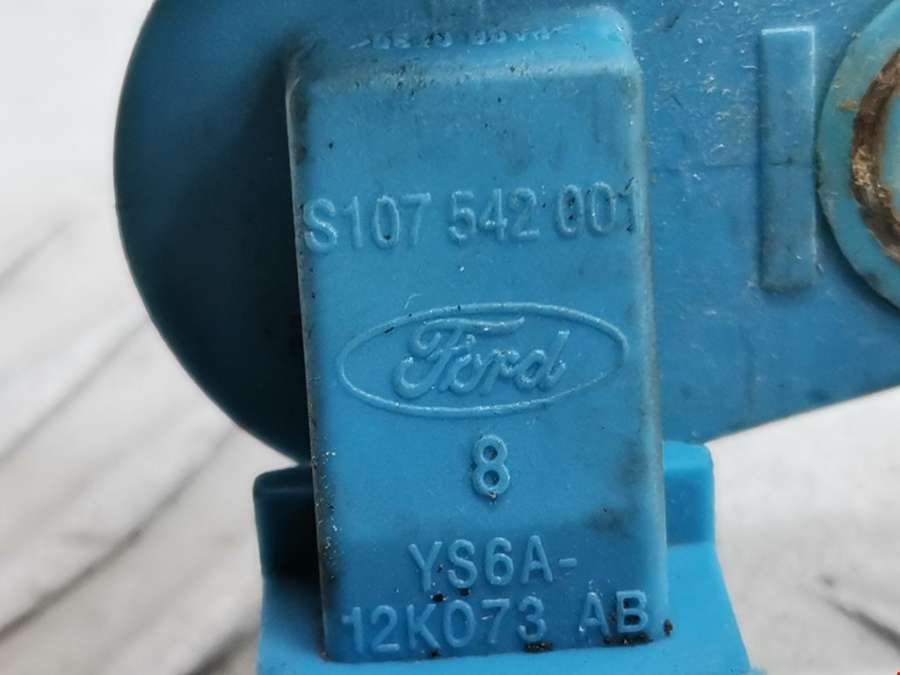 S107 542 001
Ford
8
YS6A-
12K073 AB